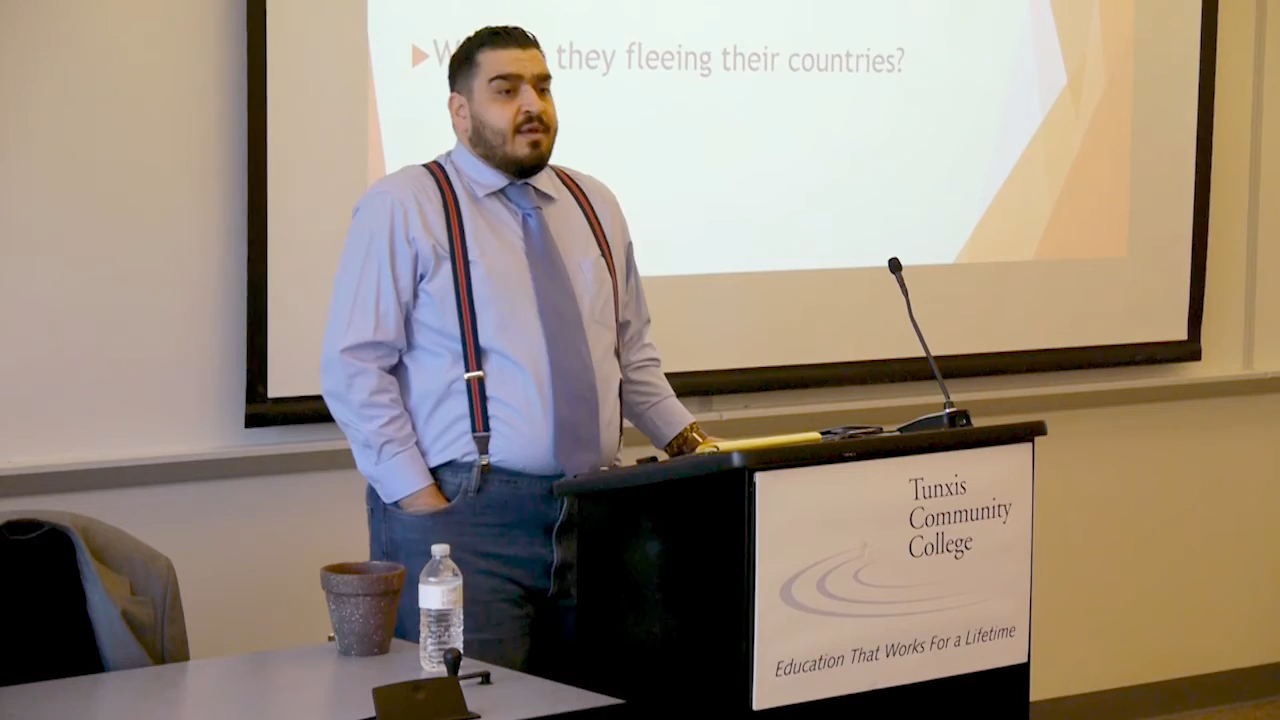 they fleeing their countries?
Tunxis
Community
College
Education That Works For a Lifetime